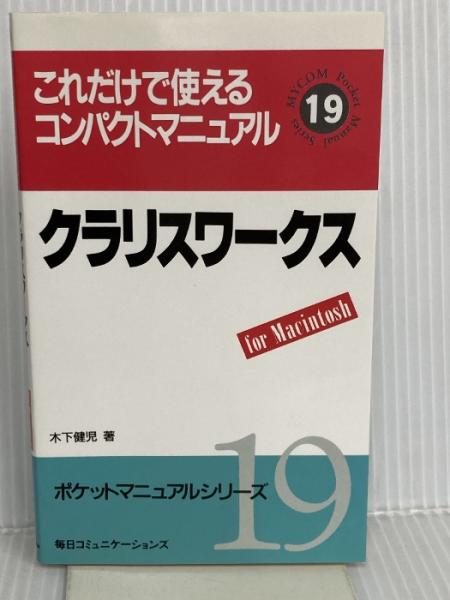 これだけで使える
コンパクトマニュアル
MYCOM Pocket Manual Series
19
クラリスワークス
for Macintosh
木下健児 著
19
ポケットマニュアルシリーズ
毎日コミュニケーションズ